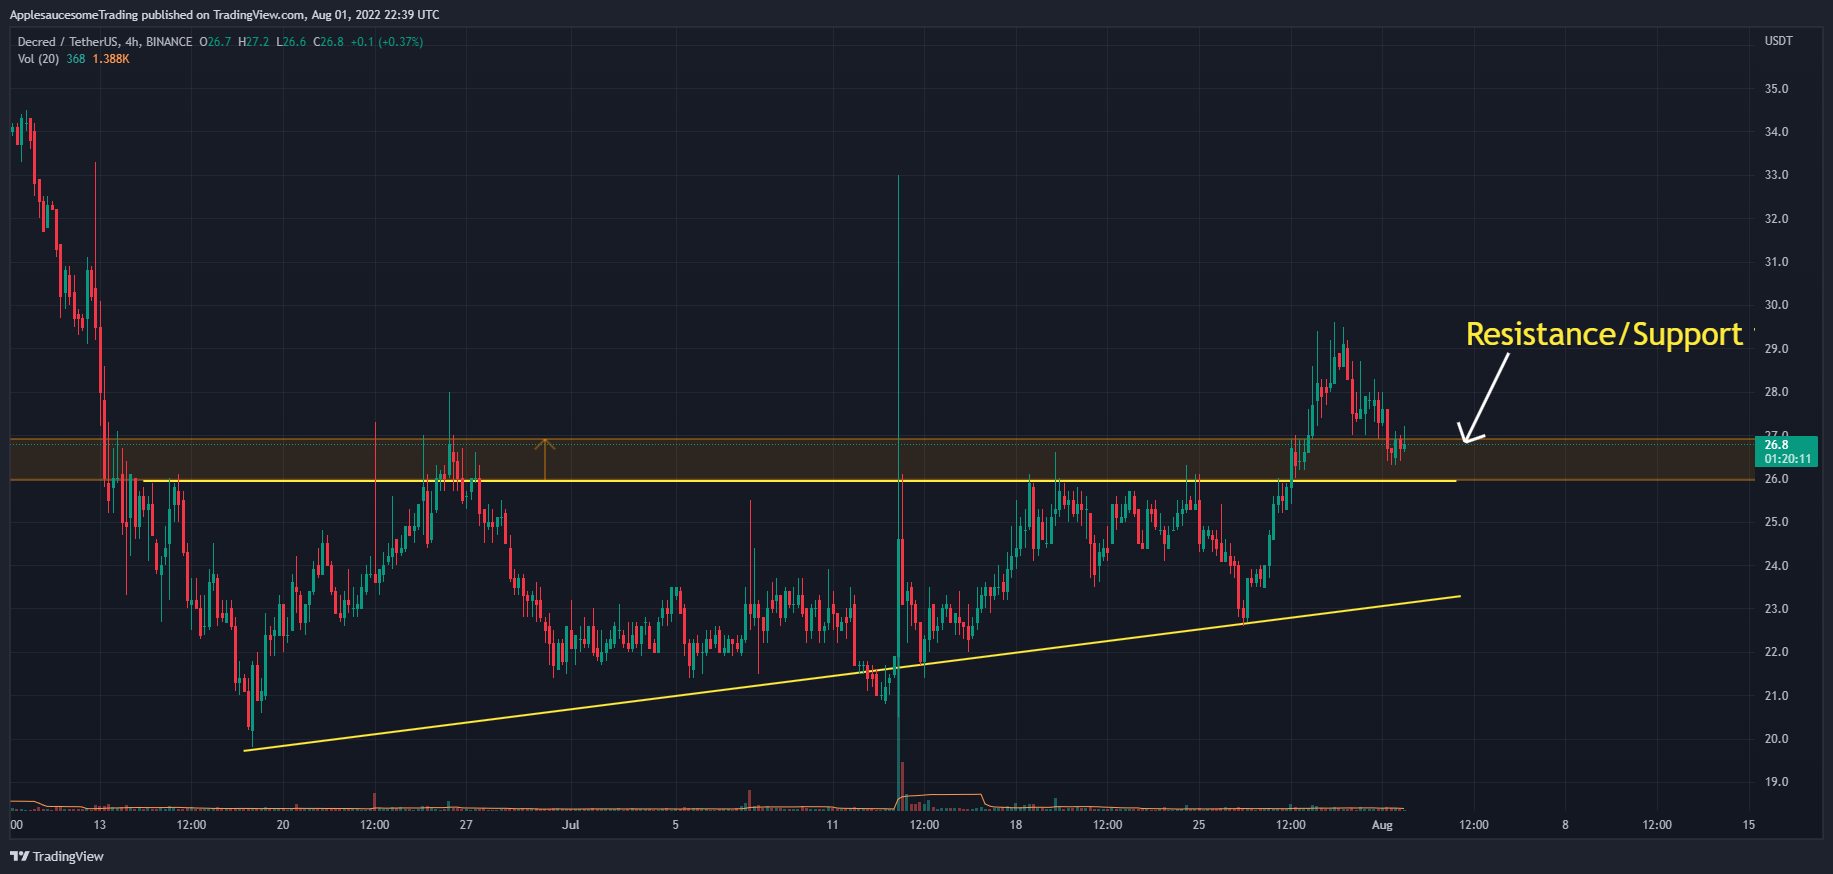 ApplesaucesomeTrading published on TradingView.com, Aug 01, 2022 22:39 UTC
Decred / TetherUS, 4h, BINANCE O26.7 H27.2 L26.6 C26.8 +0.1 (+0.37%)
Vol (20) 368 1.388K
USDT
35.0
34.0
33.0
32.0
31.0
30.0
Resistance/Support
29.0
28.0
27.0
26.8
01:20:11
26.0
25.0
24.0
23.0
22.0
21.0
20.0
19.0
00 13 12:00 20 12:00 27 Jul 5 11 12:00 18 12:00 25 12:00 Aug 12:00 8 12:00 15
TradingView